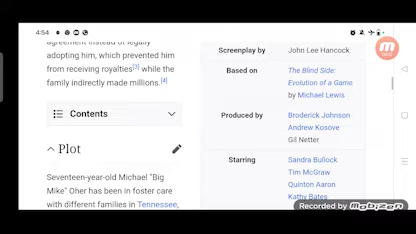 4:54
agreement instead of legally
adopting him, which prevented him
from receiving royalties[3] while the
family indirectly made millions.[4]
Contents
Plot
Seventeen-year-old Michael "Big
Mike" Oher has been in foster care
with different families in Tennessee,
Screenplay by John Lee Hancock
Based on The Blind Side:
Evolution of a Game
by Michael Lewis
Produced by Broderick Johnson
Andrew Kosove
Gil Netter
Starring Sandra Bullock
Tim McGraw
Quinton Aaron
Kathy Bates
Recorded by Mobizen